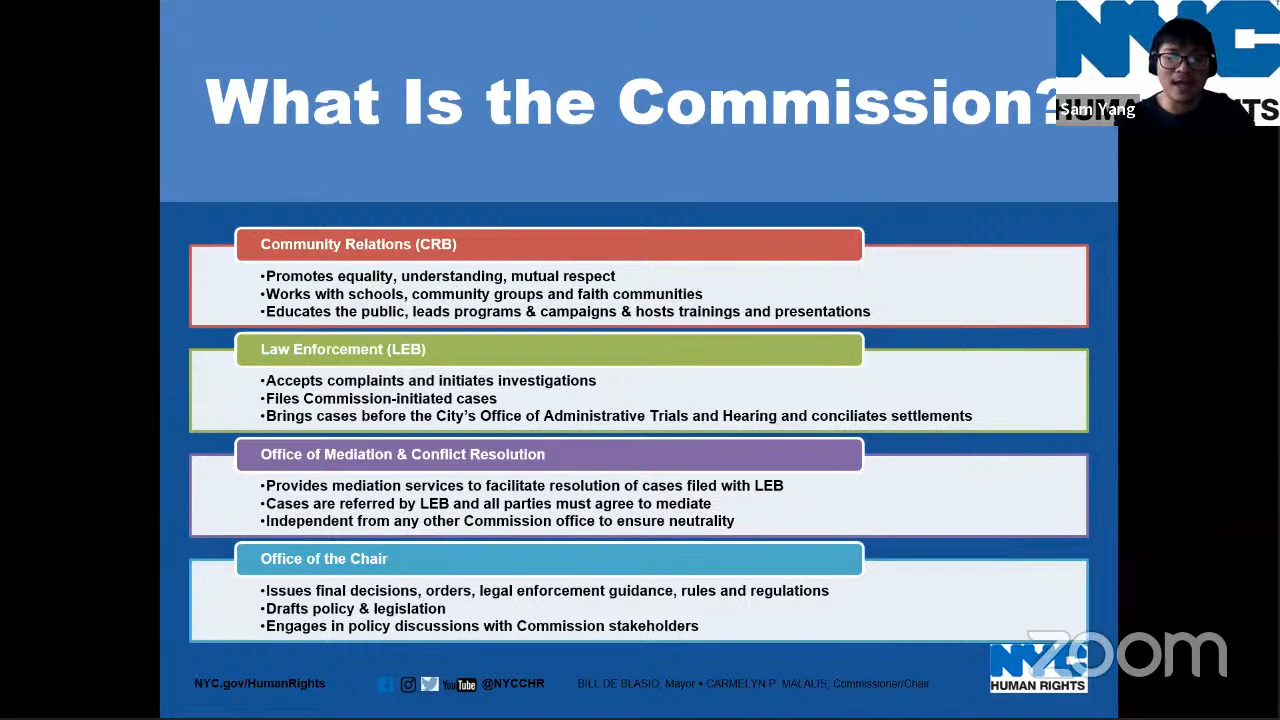 What Is the Commission?
NYC
HUMAN RIGHTS
Sam Yang
Community Relations (CRB)
•Promotes equality, understanding, mutual respect
•Works with schools, community groups and faith communities
•Educates the public, leads programs & campaigns & hosts trainings and presentations
Law Enforcement (LEB)
•Accepts complaints and initiates investigations
•Files Commission-initiated cases
•Brings cases before the City's Office of Administrative Trials and Hearing and conciliates settlements
Office of Mediation & Conflict Resolution
•Provides mediation services to facilitate resolution of cases filed with LEB
•Cases are referred by LEB and all parties must agree to mediate
•Independent from any other Commission office to ensure neutrality
Office of the Chair
•Issues final decisions, orders, legal enforcement guidance, rules and regulations
•Drafts policy & legislation
•Engages in policy discussions with Commission stakeholders
zoom
NYC
HUMAN RIGHTS
NYC.gov/HumanRights
YouTube @NYCCHR
BILL DE BLASIO, Mayor • CARMELYN P. MALALIS, Commissioner/Chair